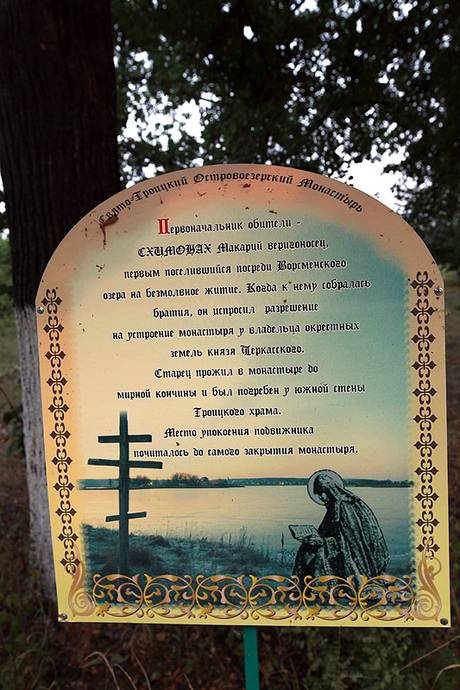 Свято-Троицкий Островоезерский Монастырь
Первоначальник обители -
схимонах Макарий веригоносец,
первым поселившийся посреди Ворсменского
озера на безмолвное житие. Когда к нему собралась
братия, он испросил разрешение
на устроение монастыря у владельца окрестных
земель князя Черкасского.
Старец прожил в монастыре до
мирной кончины и был погребен у южной стены
Троицкого храма.
Место упокоения подвижника
почиталось до самого закрытия монастыря.